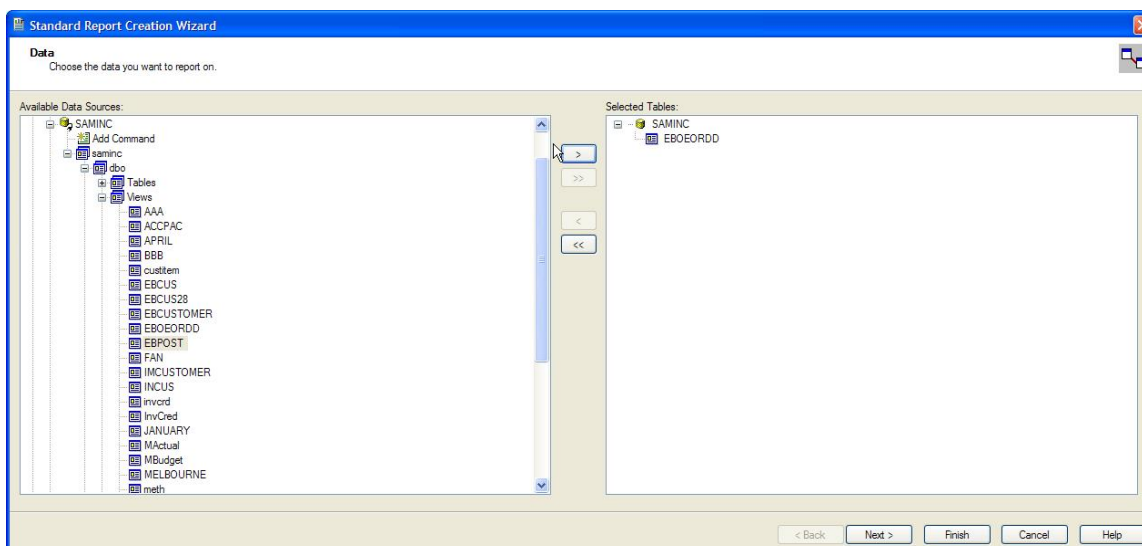 Standard Report Creation Wizard
Data
Choose the data you want to report on.
Available Data Sources:
SAMINC
Add Command
saminc
dbo
Tables
Views
AAA
ACCPAC
APRIL
BBB
custitem
EBCUS
EBCUS28
EBCUSTOMER
EBOEORDD
EBPOST
FAN
IMCUSTOMER
INCUS
invcrd
InvCred
JANUARY
MActual
MBudget
MELBOURNE
meth
>
>>
<
<<
Selected Tables:
SAMINC
EBOEORDD
< Back Next > Finish Cancel Help